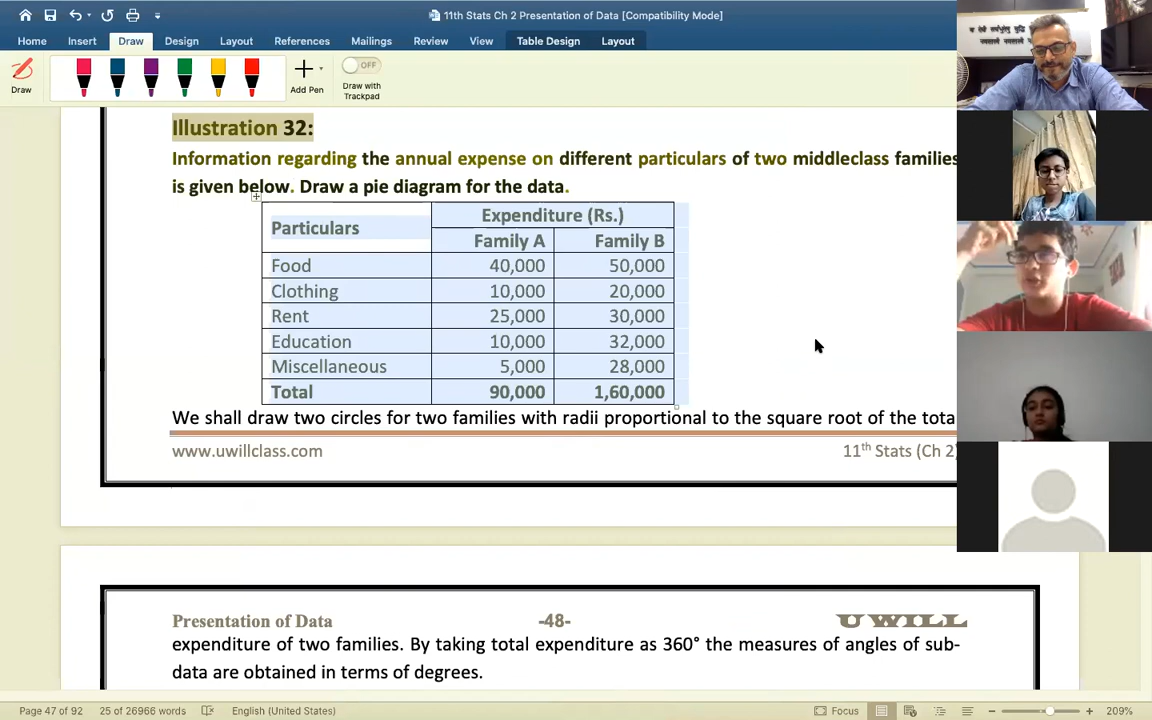 11th Stats Ch 2 Presentation of Data [Compatibility Mode]
Home Insert Draw Design Layout References Mailings Review View Table Design Layout
Draw Add Pen OFF Draw with Trackpad
Illustration 32:
Information regarding the annual expense on different particulars of two middleclass families
is given below. Draw a pie diagram for the data.
Particulars Expenditure (Rs.)
Family A Family B
Food 40,000 50,000
Clothing 10,000 20,000
Rent 25,000 30,000
Education 10,000 32,000
Miscellaneous 5,000 28,000
Total 90,000 1,60,000
We shall draw two circles for two families with radii proportional to the square root of the tota
www.uwillclass.com 11th Stats (Ch 2)
Presentation of Data -48- U WILL
expenditure of two families. By taking total expenditure as 360° the measures of angles of sub-
data are obtained in terms of degrees.
Page 47 of 92 25 of 26966 words English (United States) Focus 209%